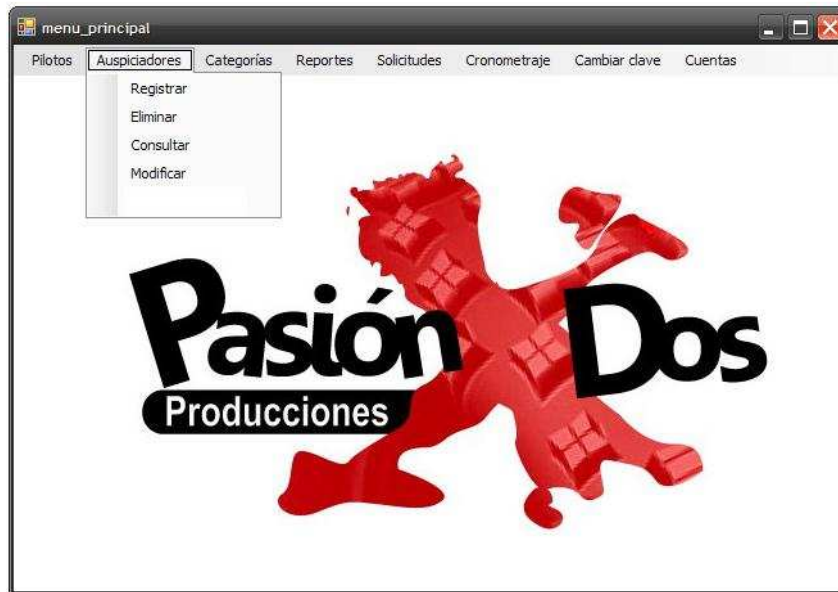 menu_principal
Pilotos Auspiciadores Categorías Reportes Solicitudes Cronometraje Cambiar clave Cuentas
Registrar
Eliminar
Consultar
Modificar
Pasión Dos
Producciones